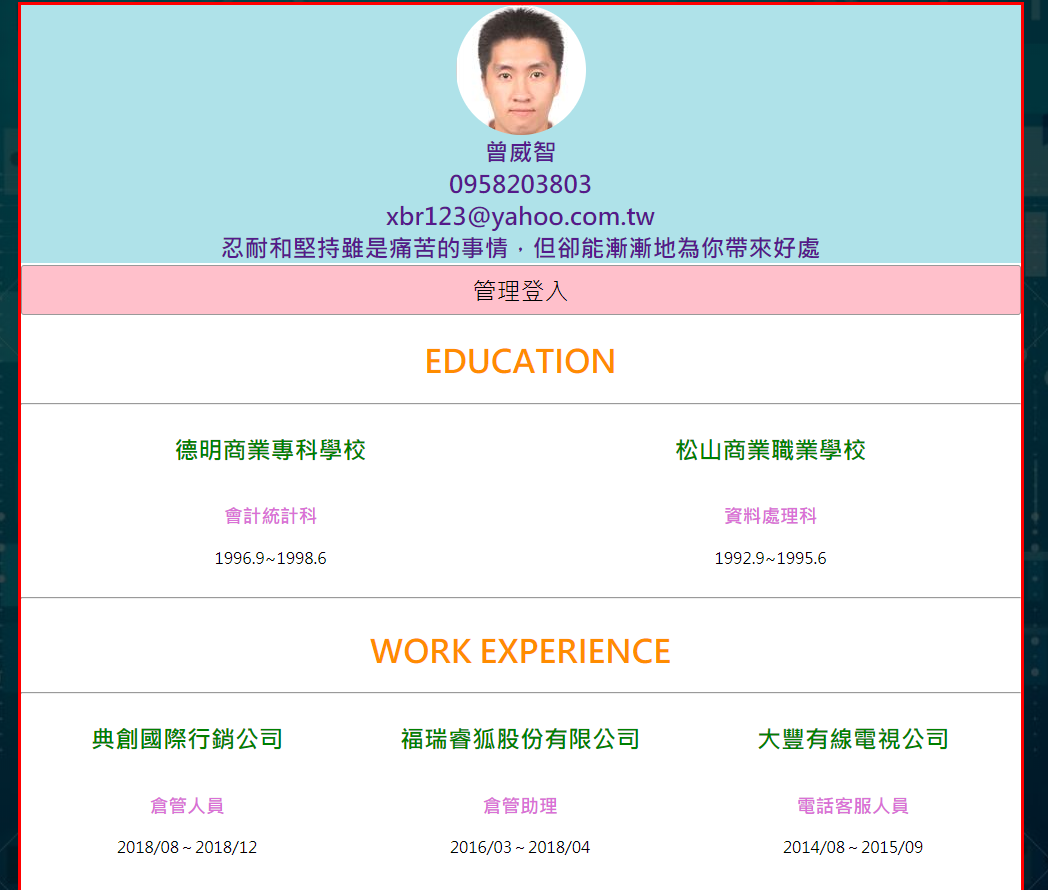 曾威智
0958203803
xbr123@yahoo.com.tw
忍耐和堅持雖是痛苦的事情，但卻能漸漸地為你帶來好處
管理登入
EDUCATION
德明商業專科學校
松山商業職業學校
會計統計科
資料處理科
1996.9~1998.6
1992.9~1995.6
WORK EXPERIENCE
典創國際行銷公司
福瑞睿狐股份有限公司
大豐有線電視公司
倉管人員
倉管助理
電話客服人員
2018/08～2018/12
2016/03～2018/04
2014/08～2015/09